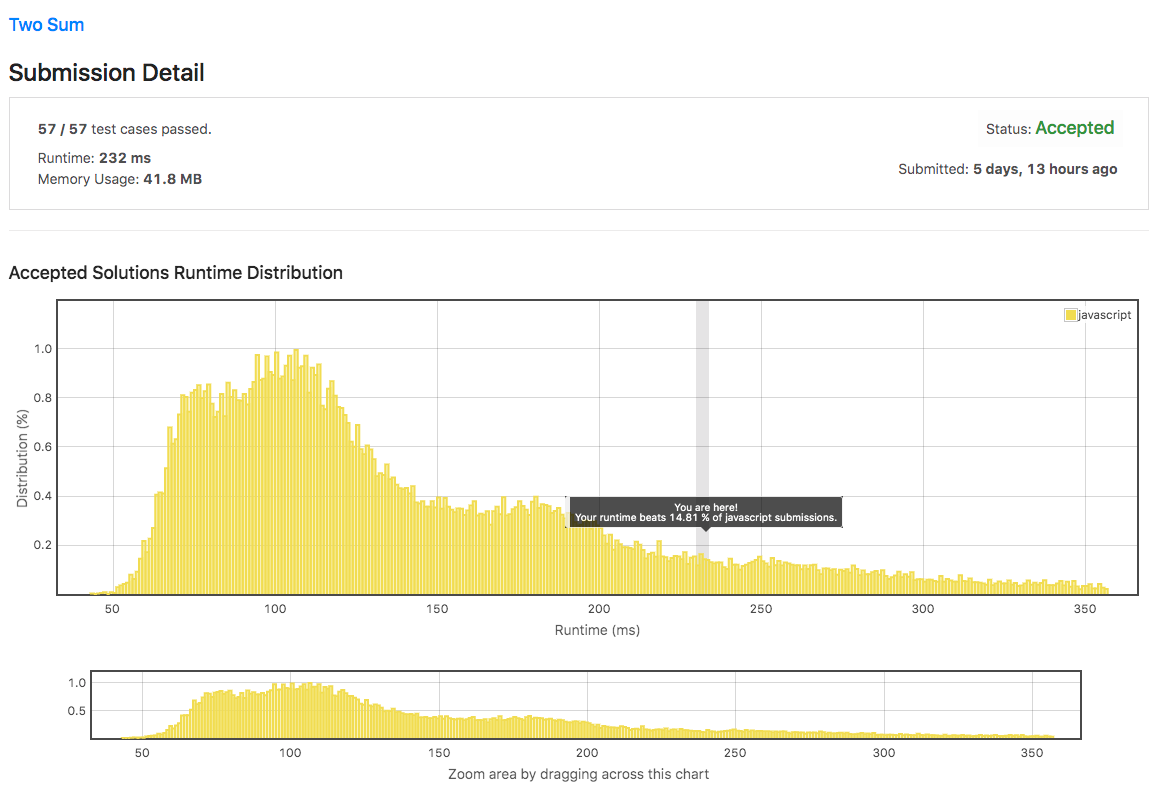 Two Sum
Submission Detail
57 / 57 test cases passed.
Status: Accepted
Runtime: 232 ms
Memory Usage: 41.8 MB
Submitted: 5 days, 13 hours ago
Accepted Solutions Runtime Distribution
javascript
1.0
0.8
0.6
0.4
0.2
Distribution (%)
You are here!
Your runtime beats 14.81 % of javascript submissions.
50 100 150 200 250 300 350
Runtime (ms)
1.0
0.5
50 100 150 200 250 300 350
Zoom area by dragging across this chart